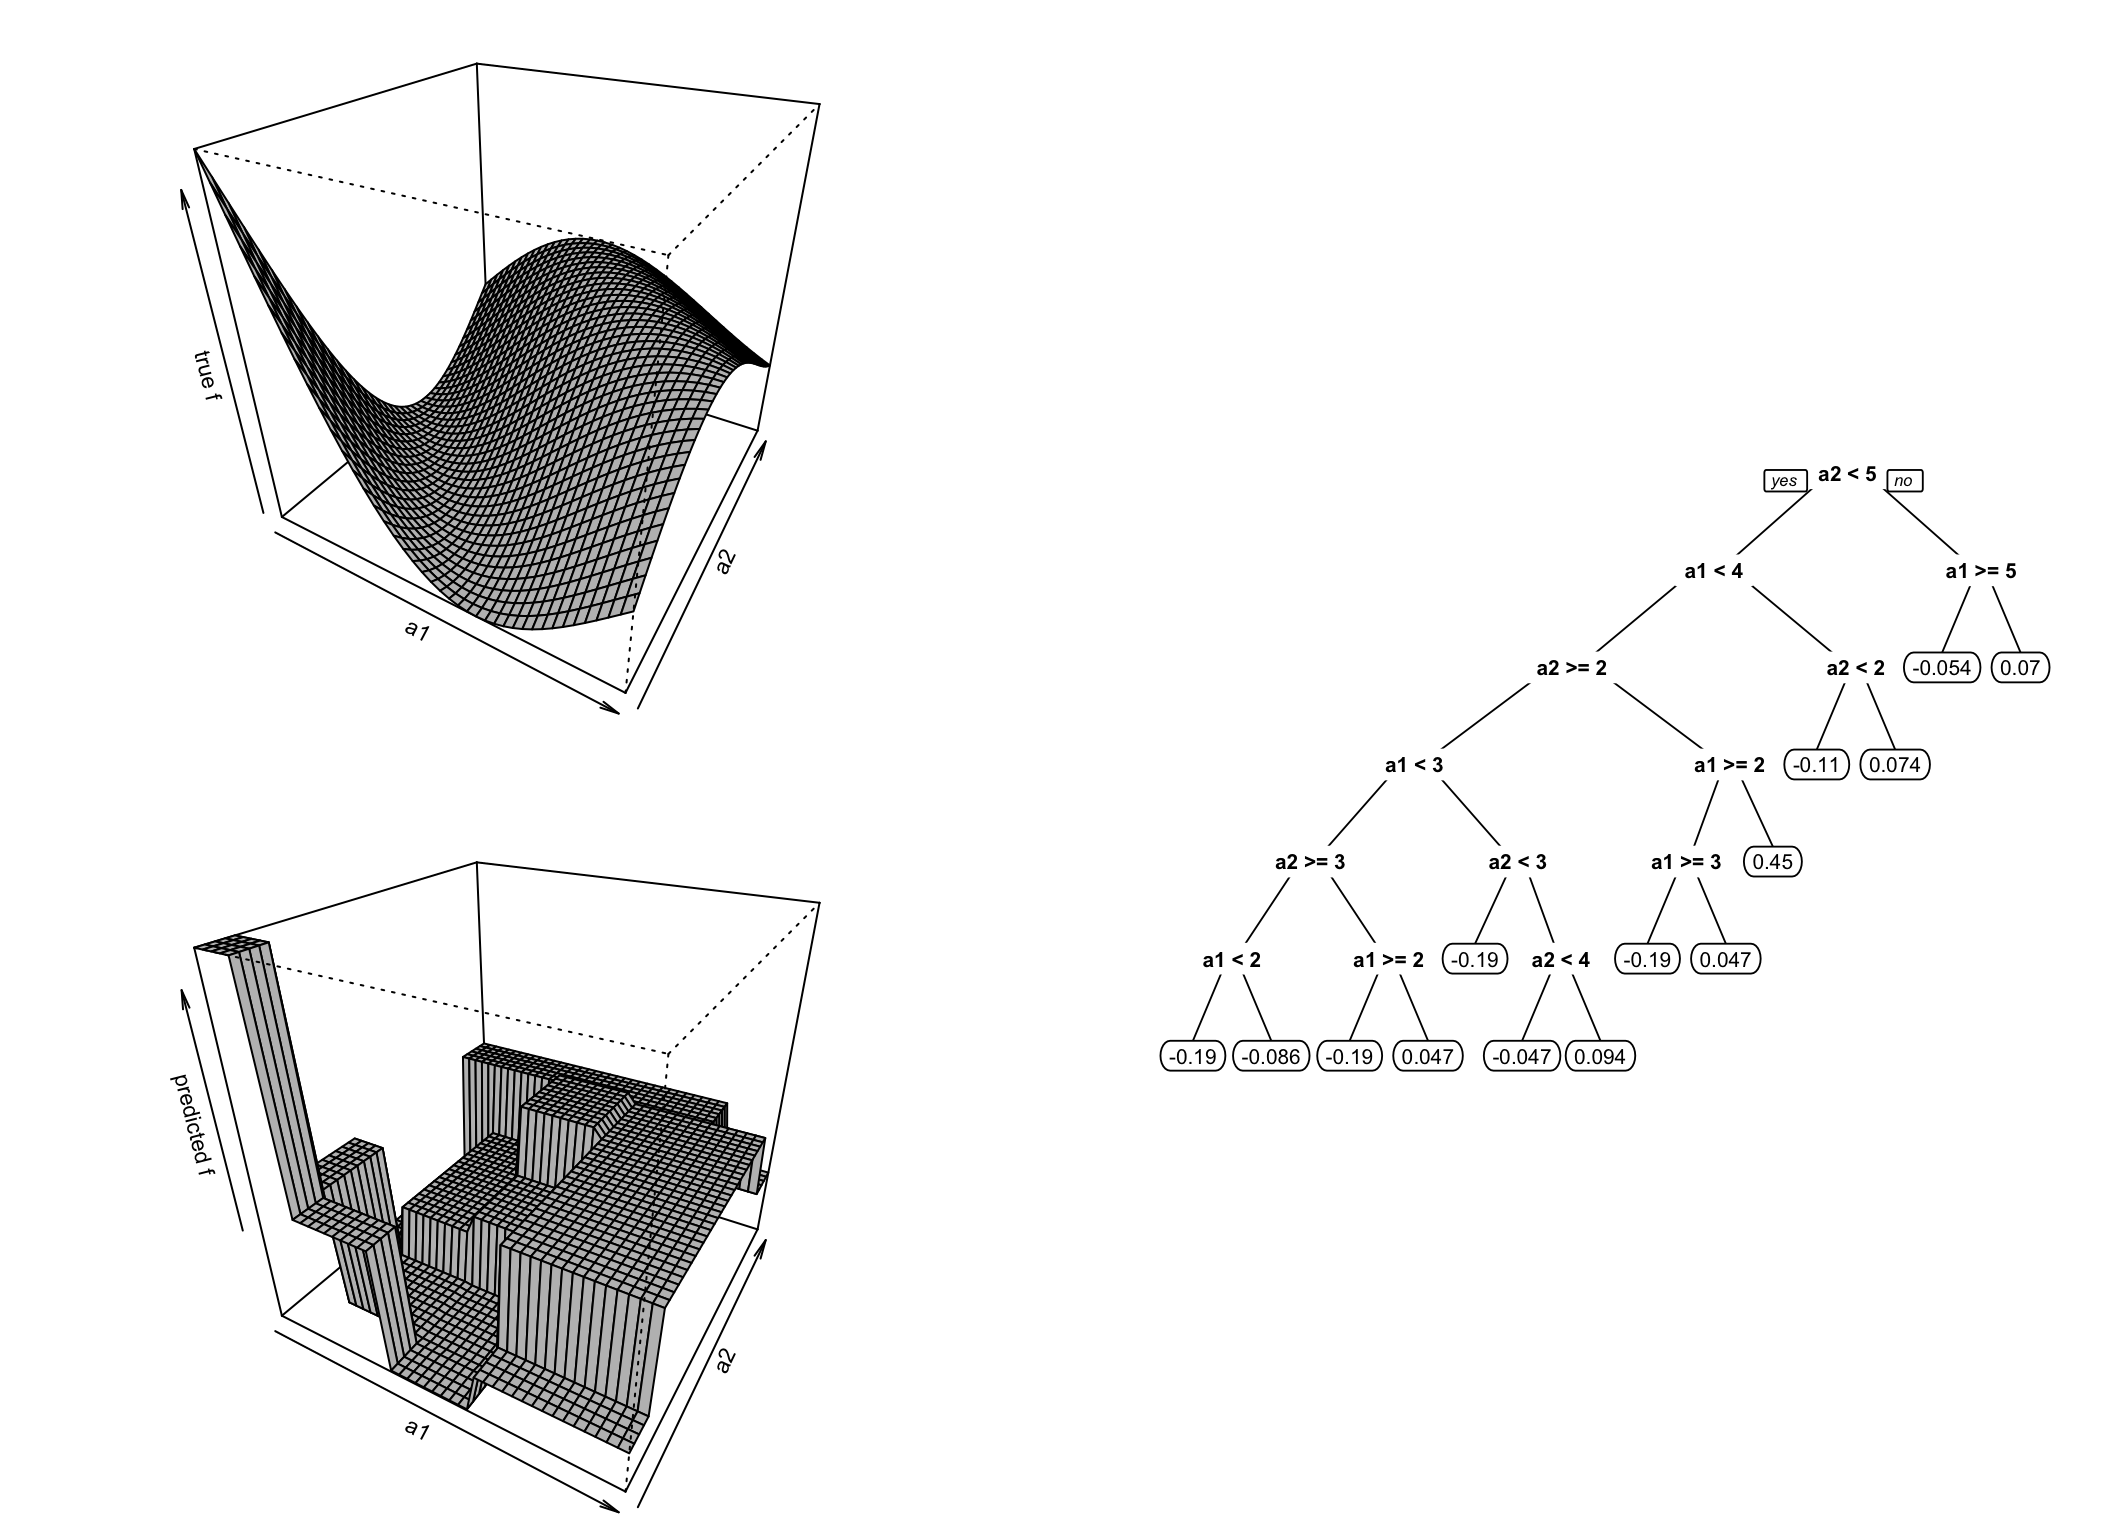 true f
a1
a2
predicted f
a1
a2
yes a2 < 5 no
a1 < 4 a1 >= 5
a2 >= 2 a2 < 2 -0.054 0.07
a1 < 3 a1 >= 2 -0.11 0.074
a2 >= 3 a2 < 3 a1 >= 3 0.45
a1 < 2 a1 >= 2 -0.19 a2 < 4 -0.19 0.047
-0.19 -0.086 -0.19 0.047 -0.047 0.094